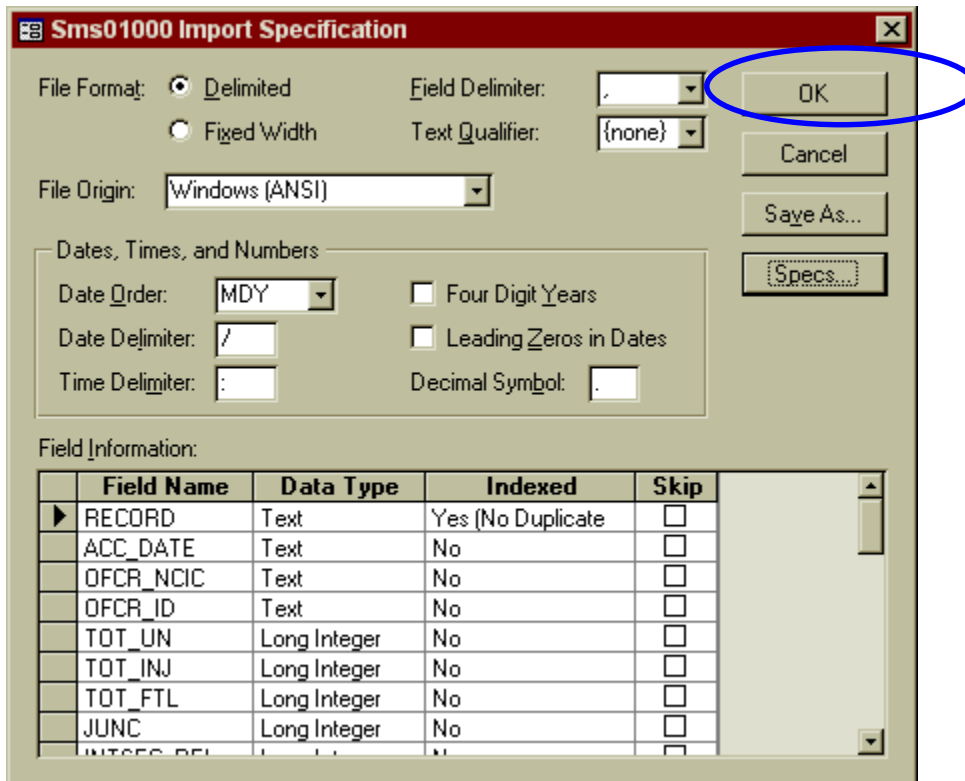 Sms01000 Import Specification
File Format: Delimited Field Delimiter: , OK
Fixed Width Text Qualifier: {none}
Cancel
File Origin: Windows (ANSI)
Save As...
Dates, Times, and Numbers
Specs...
Date Order: MDY Four Digit Years
Date Delimiter: / Leading Zeros in Dates
Time Delimiter: : Decimal Symbol: .
Field Information:
Field Name Data Type Indexed Skip
RECORD Text Yes (No Duplicate
ACC_DATE Text No
OFCR_NCIC Text No
OFCR_ID Text No
TOT_UN Long Integer No
TOT_INJ Long Integer No
TOT_FTL Long Integer No
JUNC Long Integer No